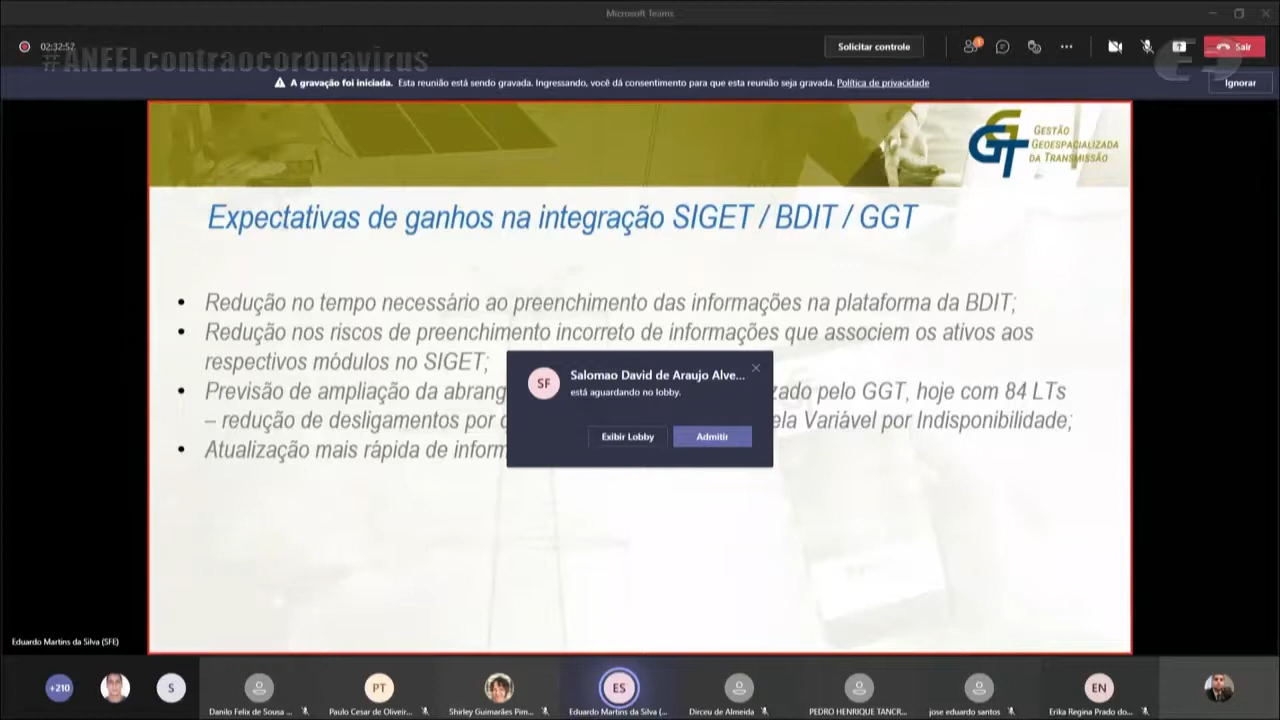 Microsoft Teams
02:32:52
#ANEELcontraocoronavirus
Solicitar controle
1
Sair
A gravação foi iniciada. Esta reunião está sendo gravada. Ingressando, você dá consentimento para que esta reunião seja gravada. Política de privacidade
Ignorar
GGT
GESTÃO
GEOESPACIALIZADA
DA TRANSMISSÃO
Expectativas de ganhos na integração SIGET / BDIT / GGT
• Redução no tempo necessário ao preenchimento das informações na plataforma da BDIT;
• Redução nos riscos de preenchimento incorreto de informações que associem os ativos aos
respectivos módulos no SIGET;
• Previsão de ampliação da abrang
zado pelo GGT, hoje com 84 LTs
– redução de desligamentos por
ela Variável por Indisponibilidade;
• Atualização mais rápida de inform
SF
Salomao David de Araujo Alve...
está aguardando no lobby.
Exibir Lobby
Admitir
Eduardo Martins da Silva (SFE)
+210
S
PT
ES
EN
Danilo Felix de Sousa ...
Paulo Cesar de Oliveir...
Shirley Guimarães Pim...
Eduardo Martins da Silva (...
Dirceu de Almeida
PEDRO HENRIQUE TANCR...
jose eduardo santos
Erika Regina Prado do...